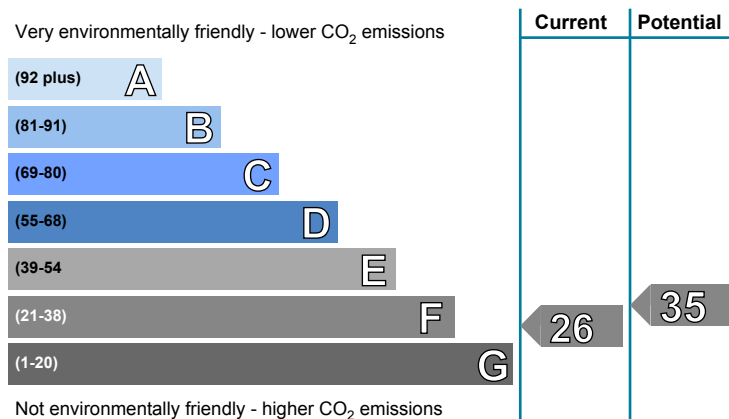 Very environmentally friendly - lower CO2 emissions
Current
Potential
(92 plus) A
(81-91) B
(69-80) C
(55-68) D
(39-54 E
(21-38) F
(1-20) G
26
35
Not environmentally friendly - higher CO2 emissions